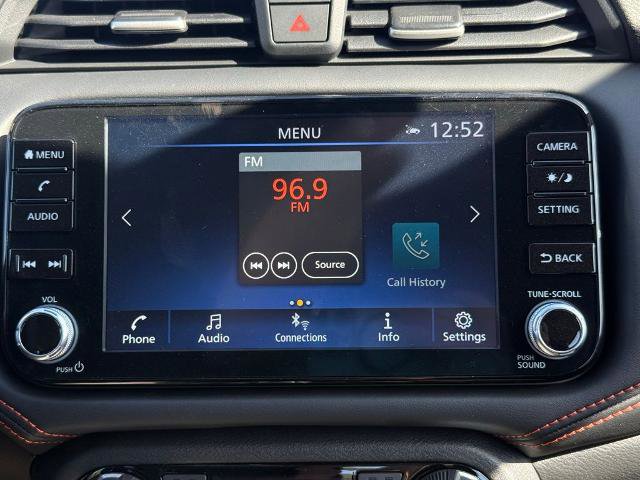 MENU
12:52
MENU
AUDIO
VOL
PUSH
FM
96.9
FM
Source
Call History
Phone
Audio
Connections
Info
Settings
CAMERA
SETTING
BACK
TUNE-SCROLL
PUSH
SOUND